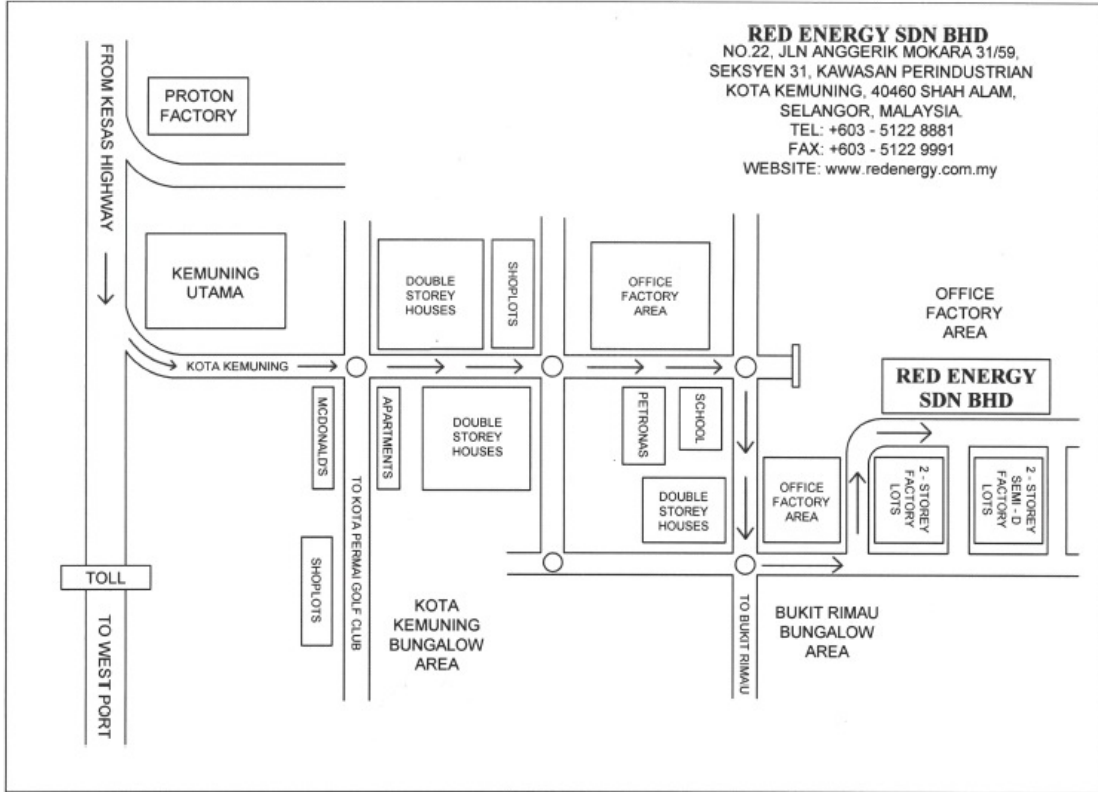 RED ENERGY SDN BHD
NO.22, JLN ANGGERIK MOKARA 31/59,
SEKSYEN 31, KAWASAN PERINDUSTRIAN
KOTA KEMUNING, 40460 SHAH ALAM,
SELANGOR, MALAYSIA.
TEL: +603 - 5122 8881
FAX: +603 - 5122 9991
WEBSITE: www.redenergy.com.my
FROM KESAS HIGHWAY
PROTON
FACTORY
KEMUNING
UTAMA
DOUBLE
STOREY
HOUSES
SHOPLOTS
OFFICE
FACTORY
AREA
OFFICE
FACTORY
AREA
KOTA KEMUNING
RED ENERGY
SDN BHD
MCDONALD'S
APARTMENTS
DOUBLE
STOREY
HOUSES
PETRONAS
SCHOOL
DOUBLE
STOREY
HOUSES
OFFICE
FACTORY
AREA
2 - STOREY
FACTORY
LOTS
2 - STOREY
SEMI - D
FACTORY
LOTS
TOLL
SHOPLOTS
TO KOTA PERMAI GOLF CLUB
KOTA
KEMUNING
BUNGALOW
AREA
TO BUKIT RIMAU
BUKIT RIMAU
BUNGALOW
AREA
TO WEST PORT